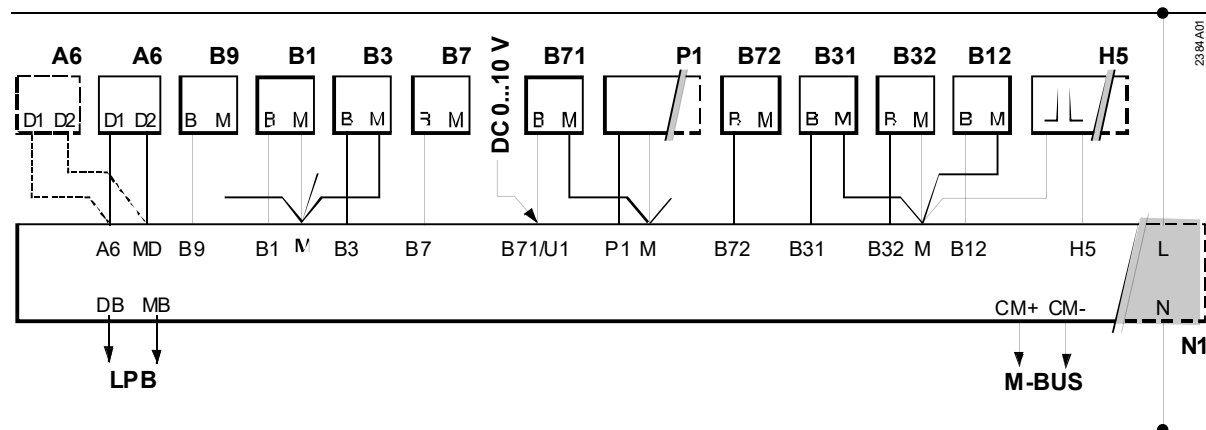 A6 A6 B9 B1 B3 B7 DC 0...10 V B71 P1 B72 B31 B32 B12 H5
2384A01
D1 D2 D1 D2 B M B M B M B M B M B M B M B M B M
A6 MD B9 B1 M B3 B7 B71/U1 P1 M B72 B31 B32 M B12 H5 L
DB MB CM+ CM- N
N1
LPB M-BUS